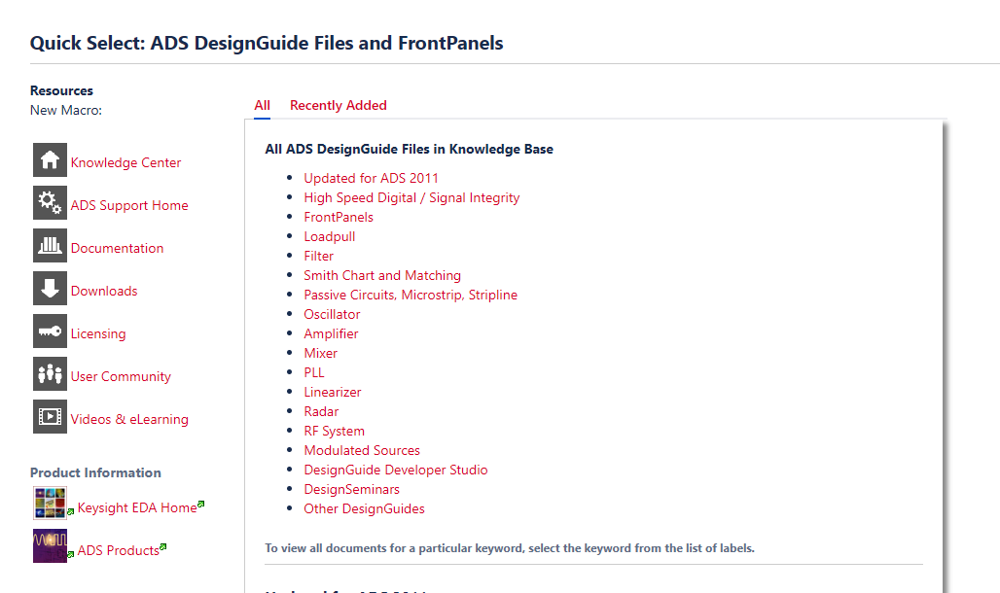 Quick Select: ADS DesignGuide Files and FrontPanels
Resources
New Macro:
Knowledge Center
ADS Support Home
Documentation
Downloads
Licensing
User Community
Videos & eLearning
Product Information
Keysight EDA Home
ADS Products
All Recently Added
All ADS DesignGuide Files in Knowledge Base
Updated for ADS 2011
High Speed Digital / Signal Integrity
FrontPanels
Loadpull
Filter
Smith Chart and Matching
Passive Circuits, Microstrip, Stripline
Oscillator
Amplifier
Mixer
PLL
Linearizer
Radar
RF System
Modulated Sources
DesignGuide Developer Studio
DesignSeminars
Other DesignGuides
To view all documents for a particular keyword, select the keyword from the list of labels.